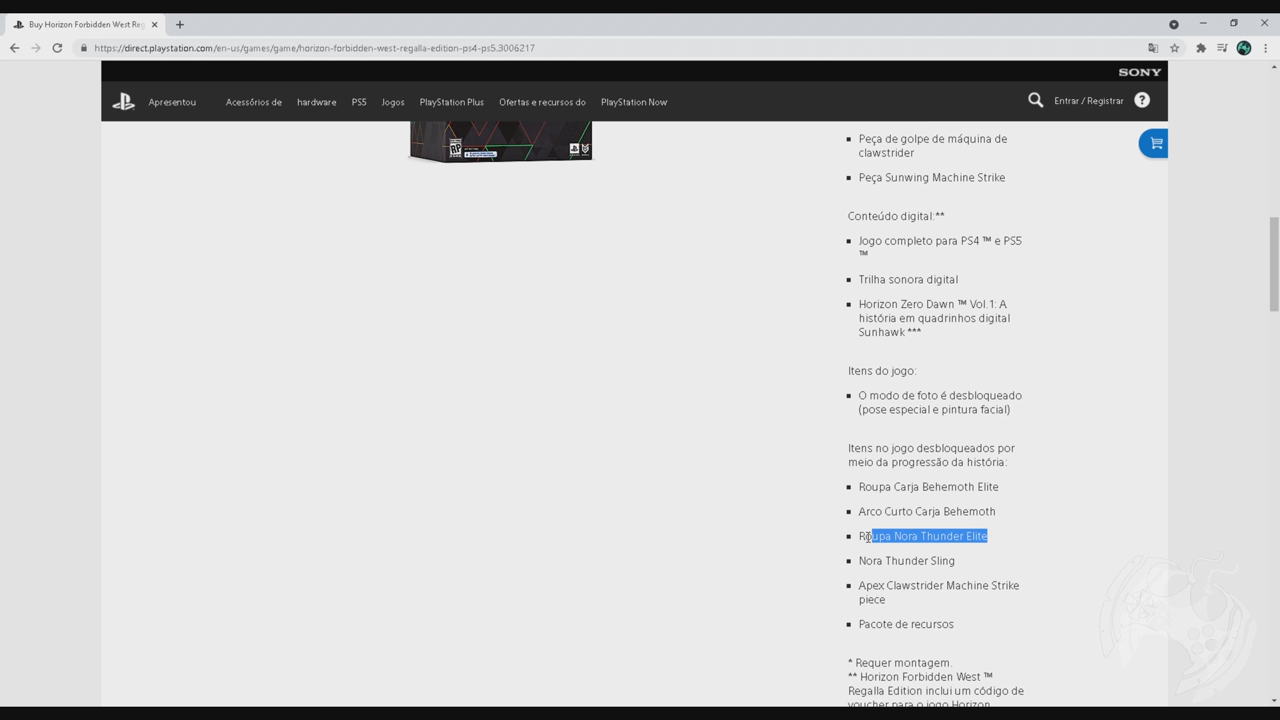 Buy Horizon Forbidden West Reg
https://direct.playstation.com/en-us/games/game/horizon-forbidden-west-regalla-edition-ps4-ps5.3006217
SONY
Apresentou Acessórios de hardware PS5 Jogos PlayStation Plus Ofertas e recursos do PlayStation Now Entrar / Registrar ?
Peça de golpe de máquina de
clawstrider
Peça Sunwing Machine Strike
Conteúdo digital:**
Jogo completo para PS4 ™ e PS5
™
Trilha sonora digital
Horizon Zero Dawn ™ Vol.1: A
história em quadrinhos digital
Sunhawk ***
Itens do jogo:
O modo de foto é desbloqueado
(pose especial e pintura facial)
Itens no jogo desbloqueados por
meio da progressão da história:
Roupa Carja Behemoth Elite
Arco Curto Carja Behemoth
Roupa Nora Thunder Elite
Nora Thunder Sling
Apex Clawstrider Machine Strike
piece
Pacote de recursos
* Requer montagem.
** Horizon Forbidden West ™
Regalla Edition inclui um código de
voucher para o jogo Horizon